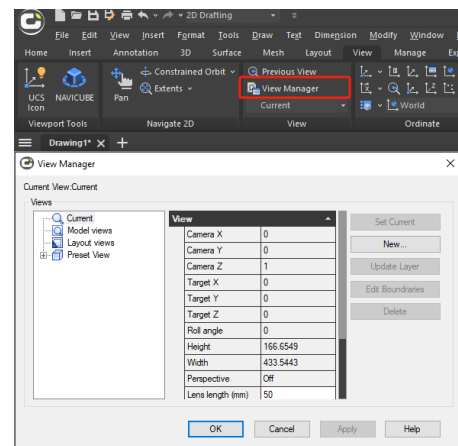 2D Drafting
File Edit View Insert Format Tools Draw Text Dimension Modify Window
Home Insert Annotation 3D Surface Mesh Layout View Manage
Constrained Orbit Previous View
UCS Icon NAVICUBE Pan Extents View Manager
Current World
Viewport Tools Navigate 2D View Ordinate
Drawing1* X +
View Manager
Current View:Current
Views
Current
Model views
Layout views
Preset View
View
Camera X 0
Camera Y 0
Camera Z 1
Target X 0
Target Y 0
Target Z 0
Roll angle 0
Height 166.6549
Width 433.5443
Perspective Off
Lens length (mm) 50
Set Current
New...
Update Layer
Edit Boundraries
Delete
OK Cancel Apply Help